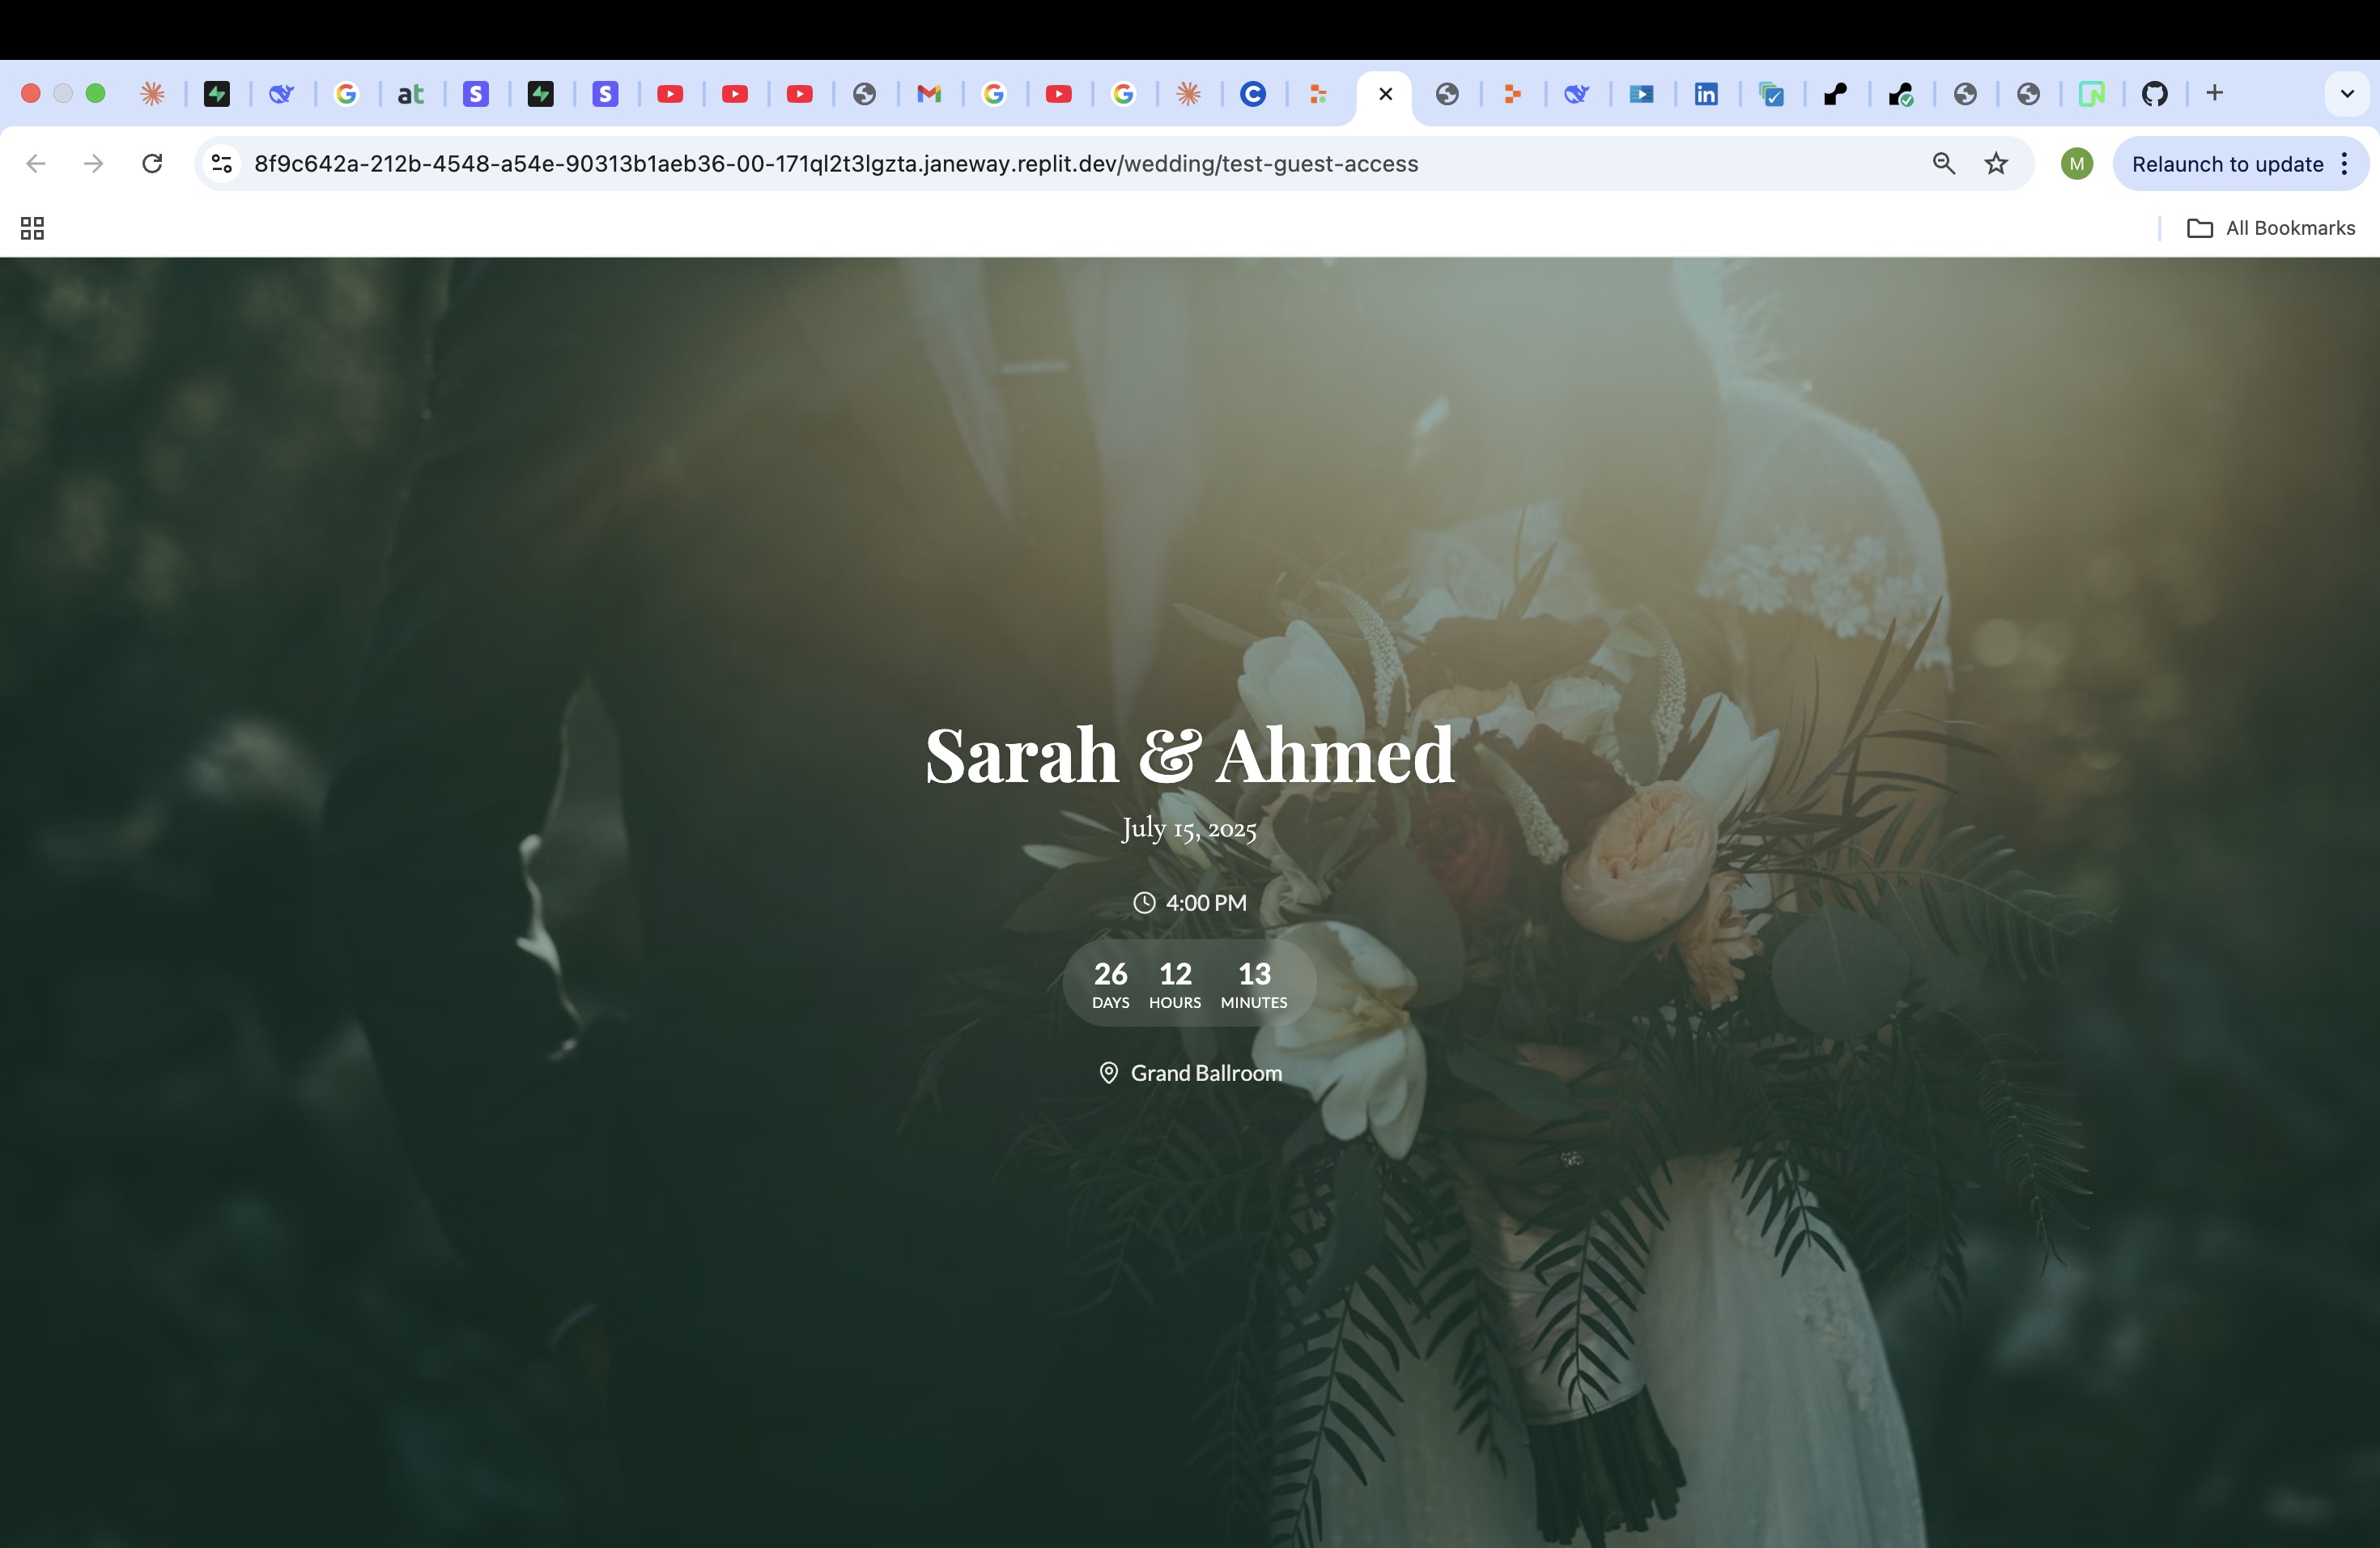 at
S
S
C
8f9c642a-212b-4548-a54e-90313b1aeb36-00-171ql2t3lgzta.janeway.replit.dev/wedding/test-guest-access
M
Relaunch to update
All Bookmarks
Sarah & Ahmed
July 15, 2025
4:00 PM
26 12 13
DAYS HOURS MINUTES
Grand Ballroom